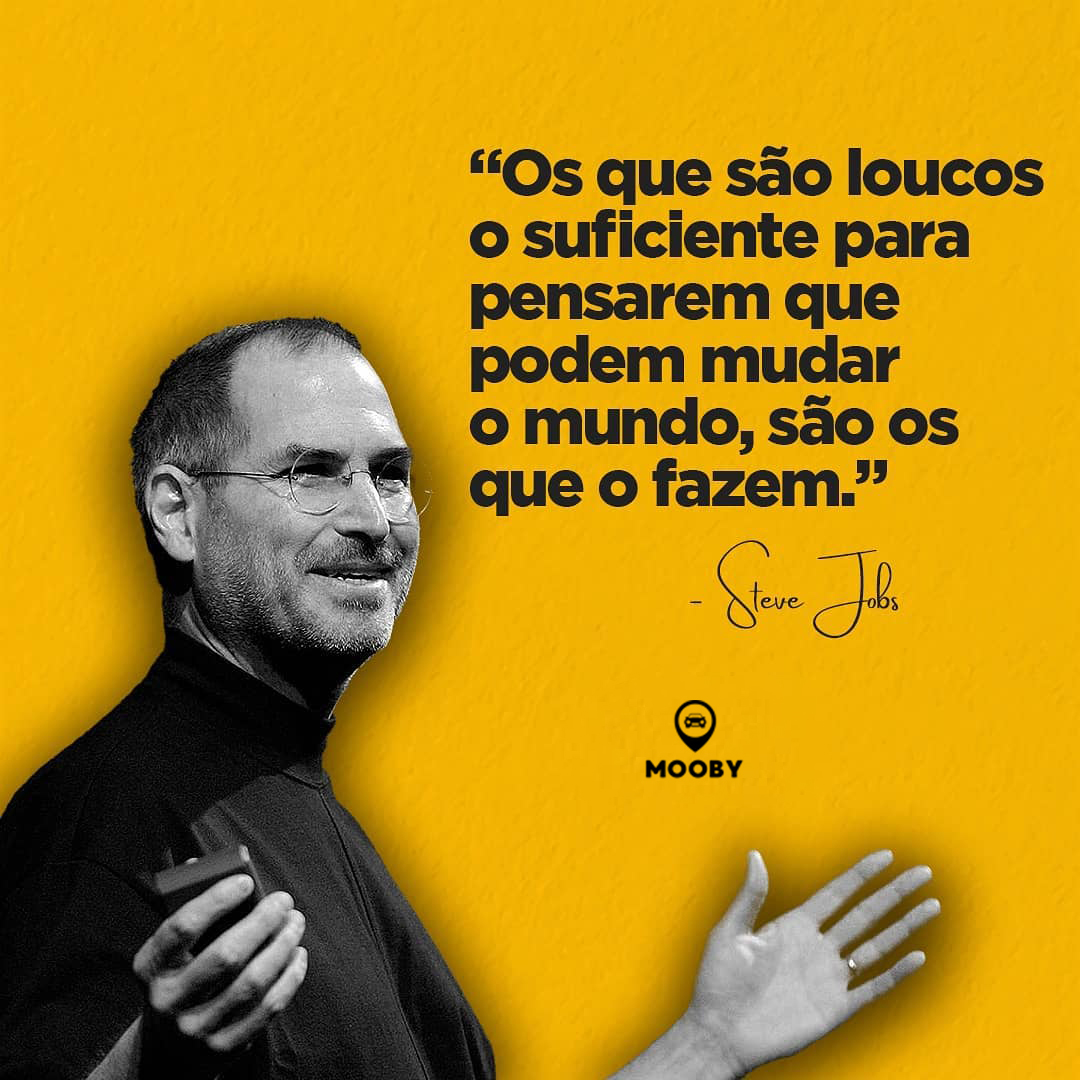 “Os que são loucos
o suficiente para
pensarem que
podem mudar
o mundo, são os
que o fazem.”
- Steve Jobs
MOOBY